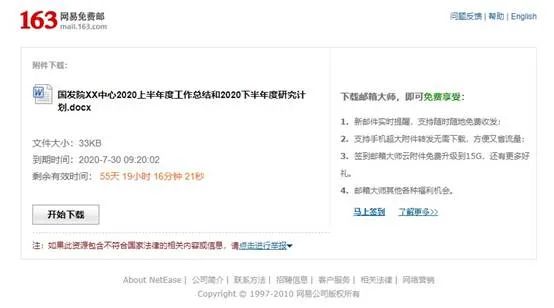 163 网易免费邮
mail.163.com
问题反馈 | 帮助 | English
附件下载：
国发院XX中心2020上半年度工作总结和2020下半年度研究计
划.docx
文件大小：33KB
到期时间：2020-7-30 09:20:02
剩余有效时间：55天 19小时 16分钟 21秒
开始下载
下载邮箱大师，即可免费享受：
1、新邮件实时提醒，支持随时随地免费收发；
2、支持手机超大附件转发无需下载，方便又省流量；
3、签到邮箱大师云附件免费升级到15G，还有更多好
礼。
4、邮箱大师其他各种福利机会。
马上签到 了解更多>>
注：如果此资源包含不符合国家法律的相关内容或信息，请点击进行举报
About NetEase | 公司简介 | 联系方法 | 招聘信息 | 客户服务 | 相关法律 | 网络营销
Copyright © 1997-2010 网易公司版权所有